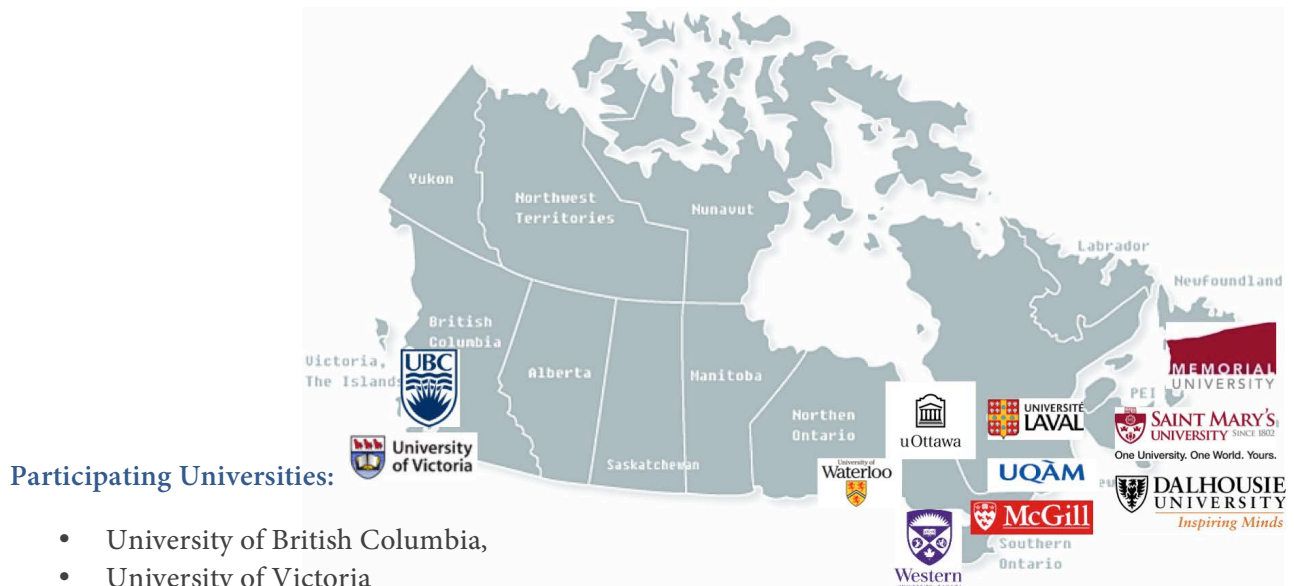 Yukon
Northwest
Territories
Nunavut
Labrador
Newfoundland
British
Columbia
Victoria,
The Islands
UBC
Alberta
Manitoba
Saskatchewan
Northen
Ontario
uOttawa
UNIVERSITÉ
LAVAL
MEMORIAL
UNIVERSITY
PEI
SAINT MARY'S
UNIVERSITY SINCE 1802
One University. One World. Yours.
University
of Victoria
University of
Waterloo
UQÀM
DALHOUSIE
UNIVERSITY
Inspiring Minds
McGill
Southern
Ontario
Western
Participating Universities:
• University of British Columbia,
• University of Victoria